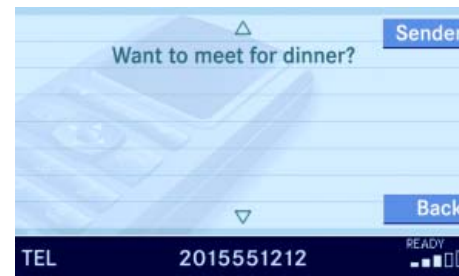 Sender
Want to meet for dinner?
Back
TEL 2015551212
READY